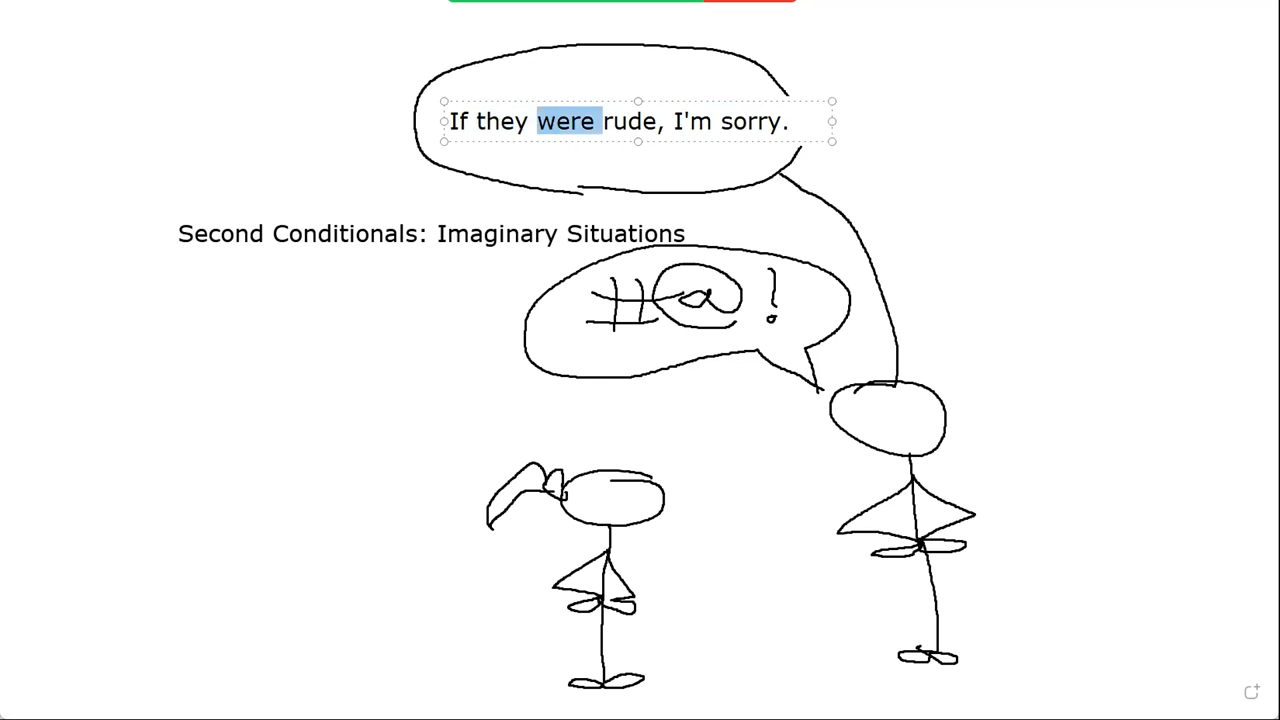 If they were rude, I'm sorry.
Second Conditionals: Imaginary Situations
#@!